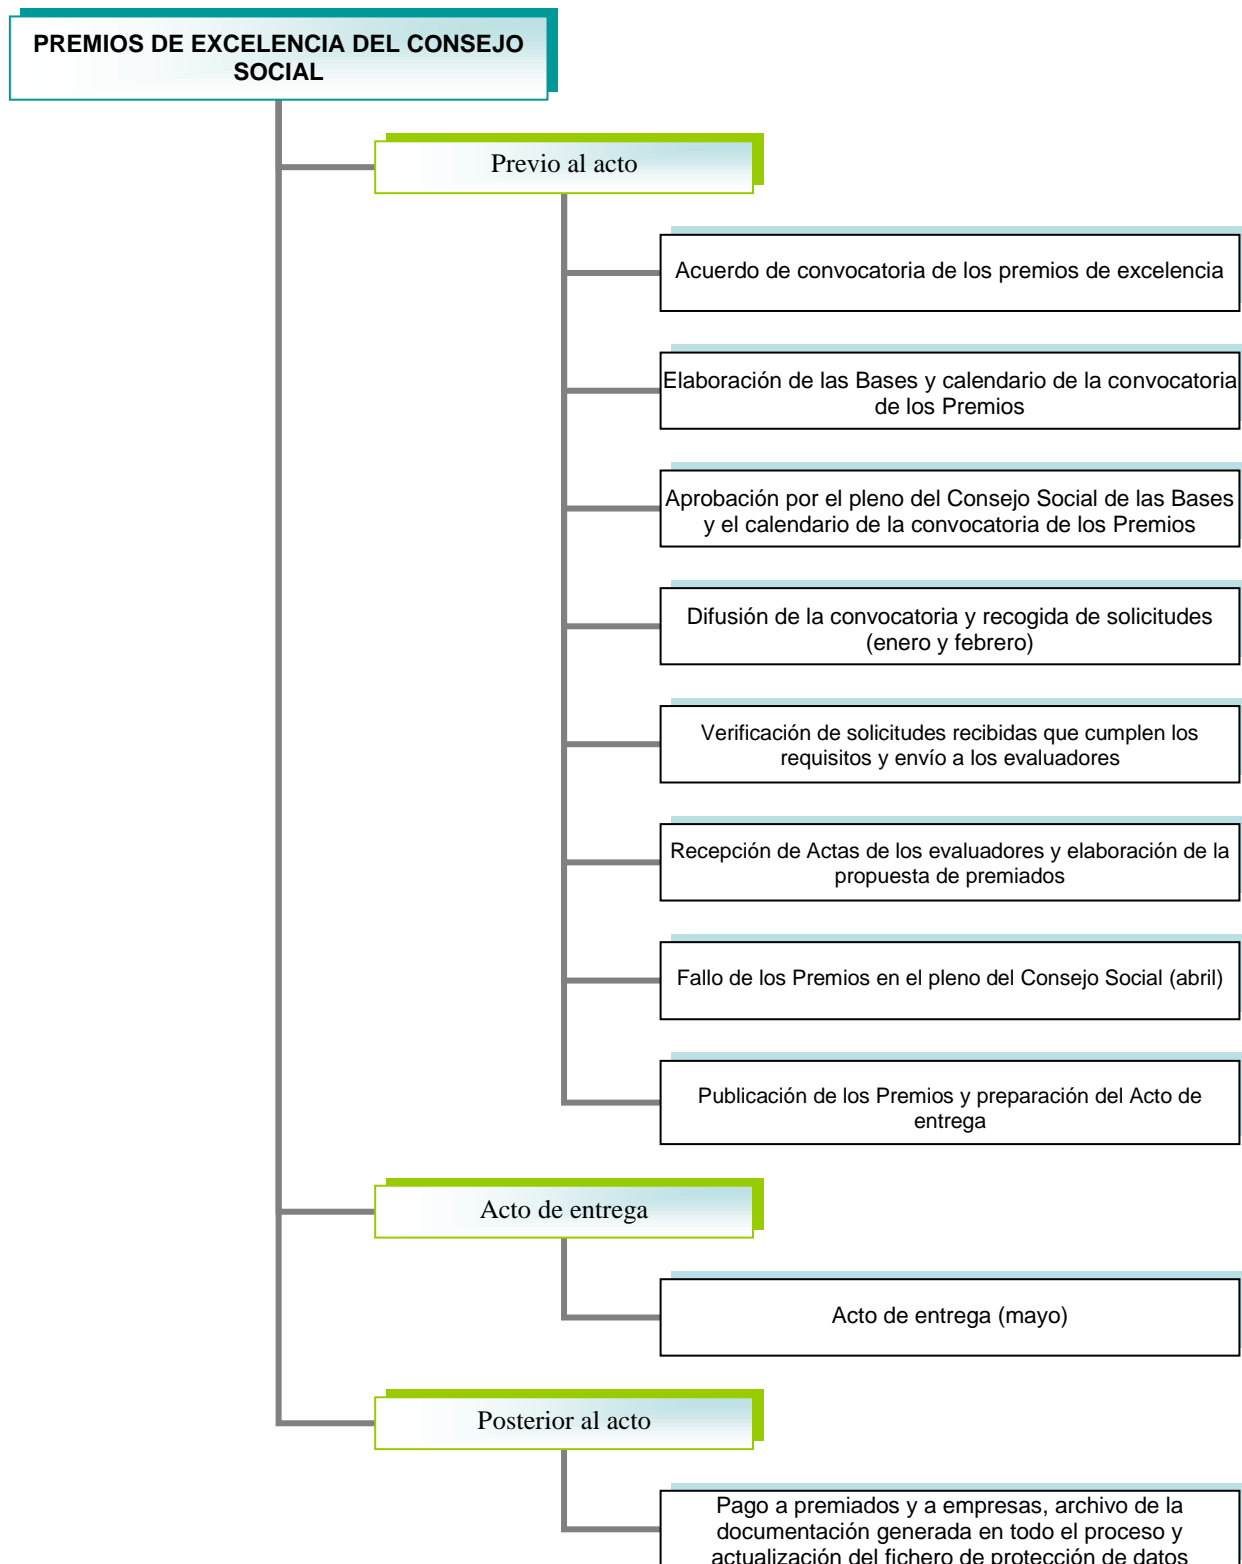 PREMIOS DE EXCELENCIA DEL CONSEJO
SOCIAL
Previo al acto
Acuerdo de convocatoria de los premios de excelencia
Elaboración de las Bases y calendario de la convocatoria
de los Premios
Aprobación por el pleno del Consejo Social de las Bases
y el calendario de la convocatoria de los Premios
Difusión de la convocatoria y recogida de solicitudes
(enero y febrero)
Verificación de solicitudes recibidas que cumplen los
requisitos y envío a los evaluadores
Recepción de Actas de los evaluadores y elaboración de la
propuesta de premiados
Fallo de los Premios en el pleno del Consejo Social (abril)
Publicación de los Premios y preparación del Acto de
entrega
Acto de entrega
Acto de entrega (mayo)
Posterior al acto
Pago a premiados y a empresas, archivo de la
documentación generada en todo el proceso y
actualización del fichero de protección de datos